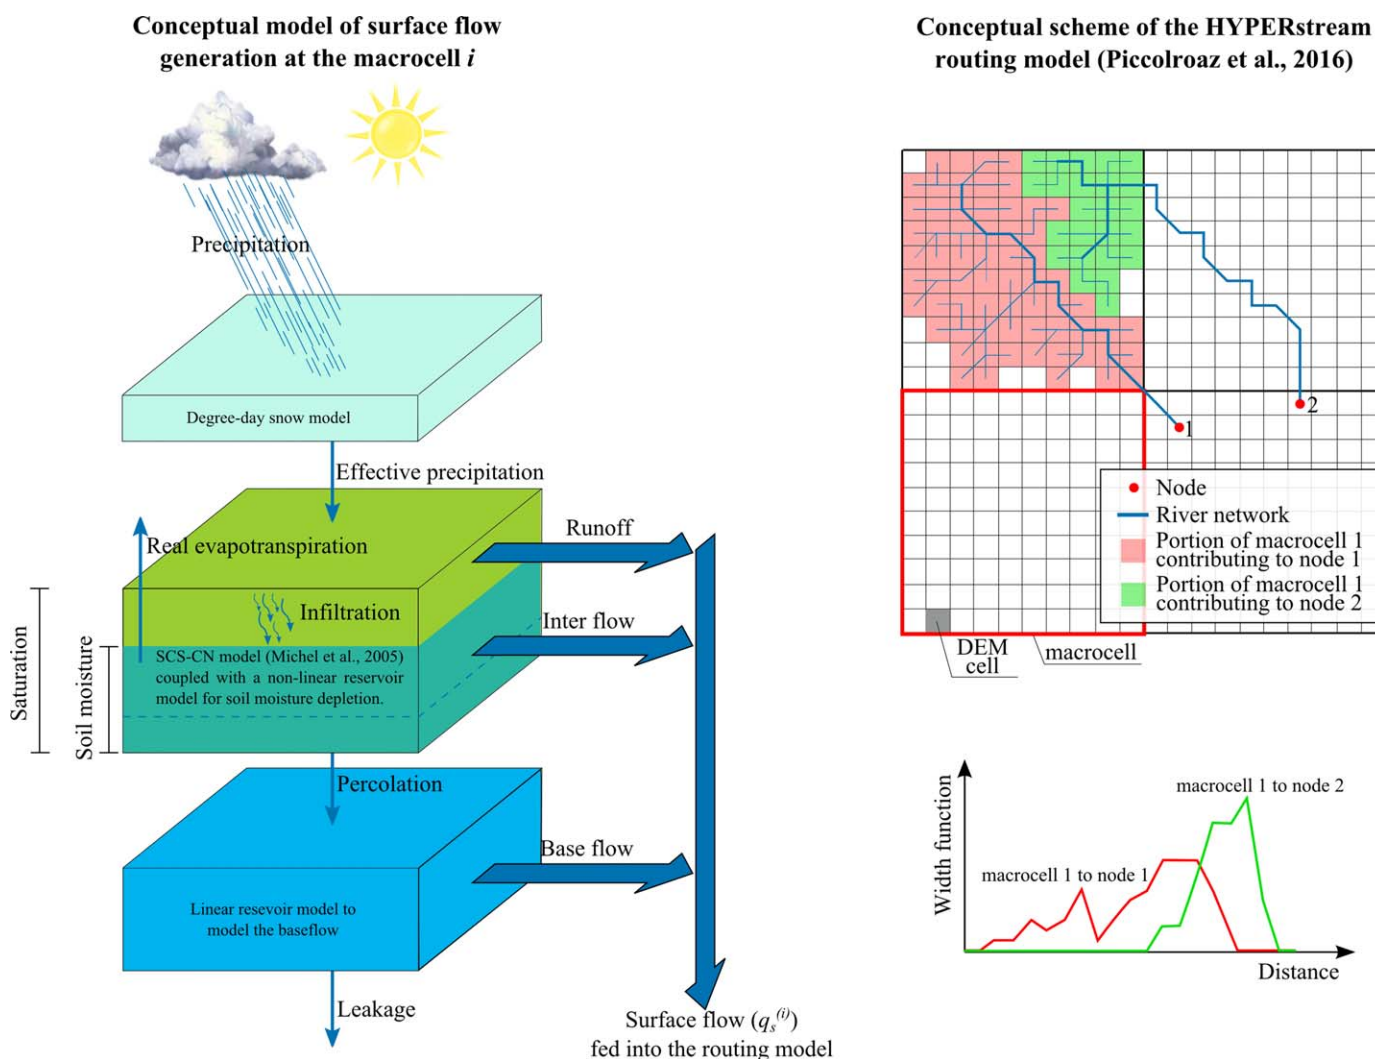 Conceptual model of surface flow
generation at the macrocell i
Precipitation
Degree-day snow model
Effective precipitation
Real evapotranspiration
Runoff
Infiltration
Inter flow
SCS-CN model (Michel et al., 2005)
coupled with a non-linear reservoir
model for soil moisture depletion.
Saturation
Soil moisture
Percolation
Base flow
Linear resevoir model to
model the baseflow
Leakage
Surface flow (qₛ⁽ⁱ⁾)
fed into the routing model
Conceptual scheme of the HYPERstream
routing model (Piccolroaz et al., 2016)
1
2
Node
River network
Portion of macrocell 1
contributing to node 1
Portion of macrocell 1
contributing to node 2
DEM
cell
macrocell
Width function
macrocell 1 to node 2
macrocell 1 to node 1
Distance